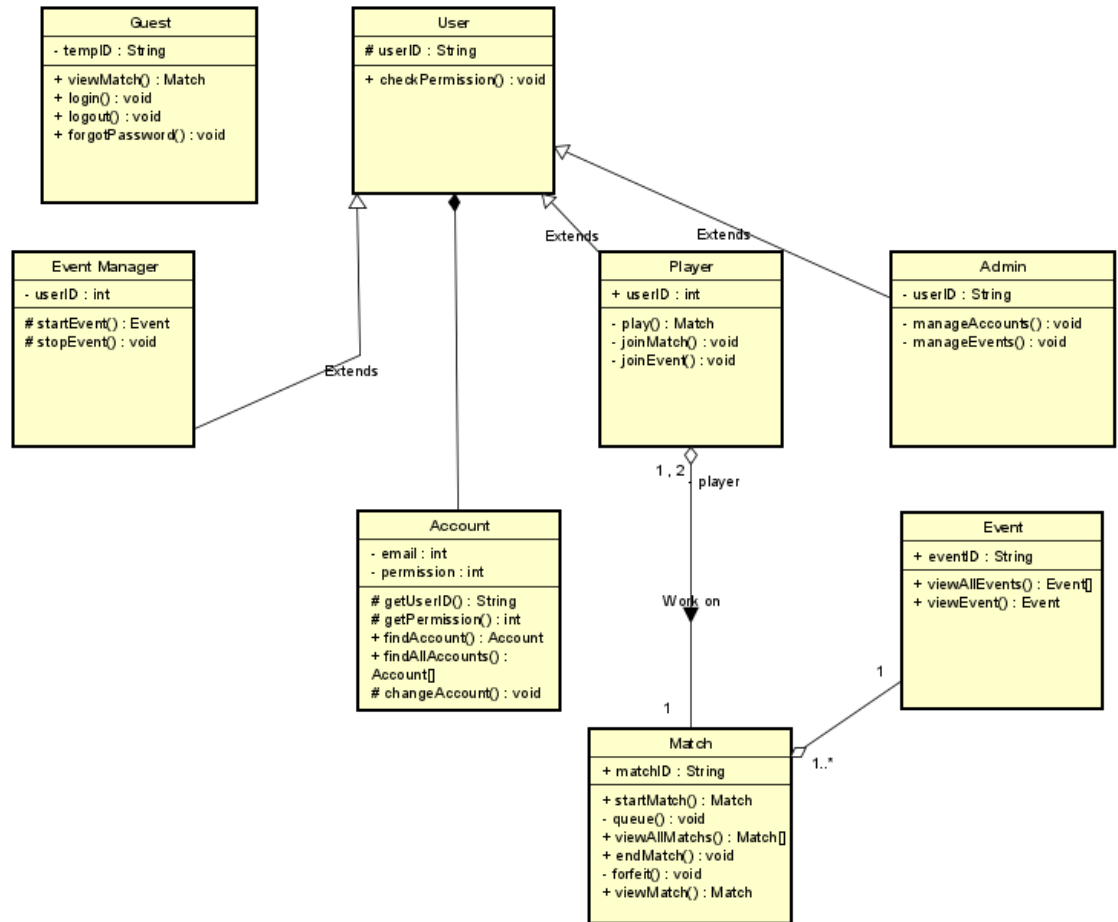 Guest
- tempID : String
+ viewMatch() : Match
+ login() : void
+ logout() : void
+ forgotPassword() : void
User
# userID : String
+ checkPermission() : void
Extends
Extends
Extends
Event Manager
- userID : int
# startEvent() : Event
# stopEvent() : void
Player
+ userID : int
- play() : Match
- joinMatch() : void
- joinEvent() : void
Admin
- userID : String
- manageAccounts() : void
- manageEvents() : void
1 , 2
- player
Work on
1
Account
- email : int
- permission : int
# getUserID() : String
# getPermission() : int
+ findAccount() : Account
+ findAllAccounts() :
Account[]
# changeAccount() : void
Event
+ eventID : String
+ viewAllEvents() : Event[]
+ viewEvent() : Event
1
1..*
Match
+ matchID : String
+ startMatch() : Match
- queue() : void
+ viewAllMatchs() : Match[]
+ endMatch() : void
- forfeit() : void
+ viewMatch() : Match